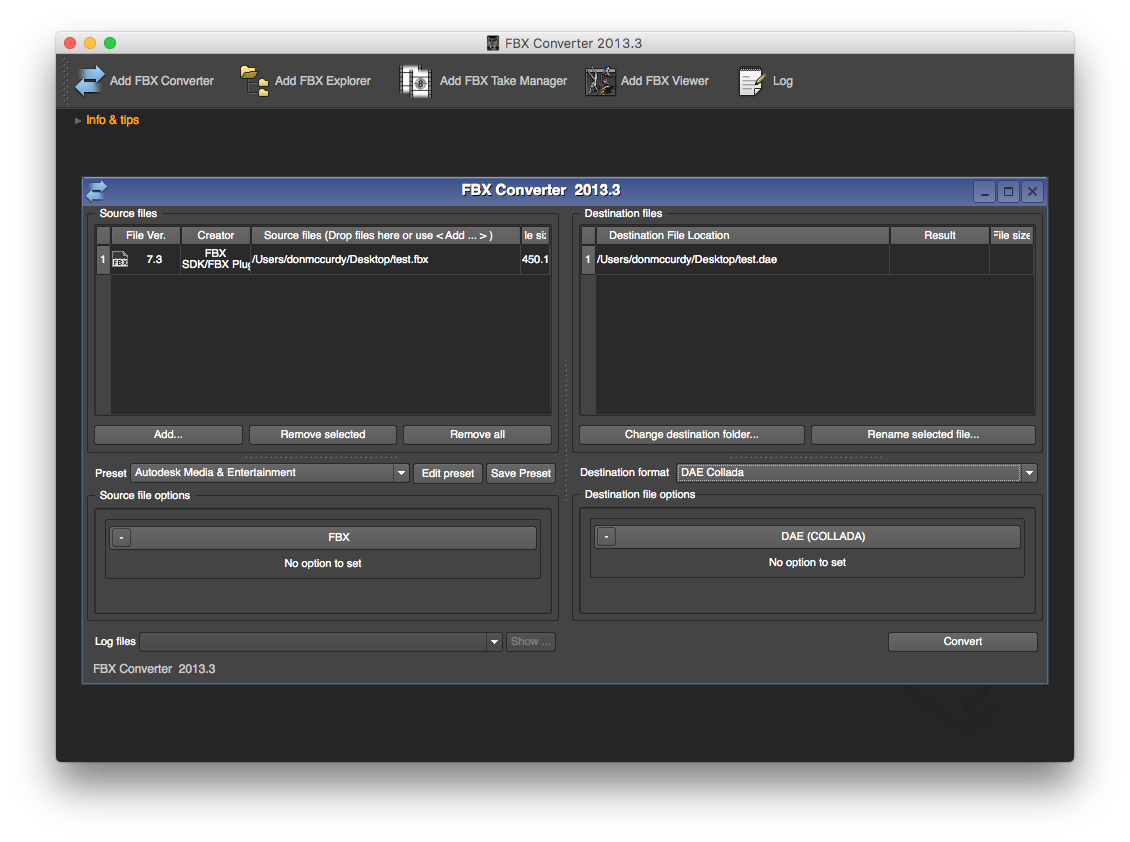 FBX Converter 2013.3
Add FBX Converter
Add FBX Explorer
Add FBX Take Manager
Add FBX Viewer
Log
Info & tips
FBX Converter 2013.3
Source files
File Ver.
Creator
Source files (Drop files here or use < Add ... > )
le siz
1
FBX
7.3
FBX
SDK/FBX Plug
/Users/donmccurdy/Desktop/test.fbx
450.1
Add...
Remove selected
Remove all
Destination files
Destination File Location
Result
File size
1
/Users/donmccurdy/Desktop/test.dae
Change destination folder...
Rename selected file...
Preset
Autodesk Media & Entertainment
Edit preset
Save Preset
Destination format
DAE Collada
Source file options
-
FBX
No option to set
Destination file options
-
DAE (COLLADA)
No option to set
Log files
Show ...
Convert
FBX Converter 2013.3